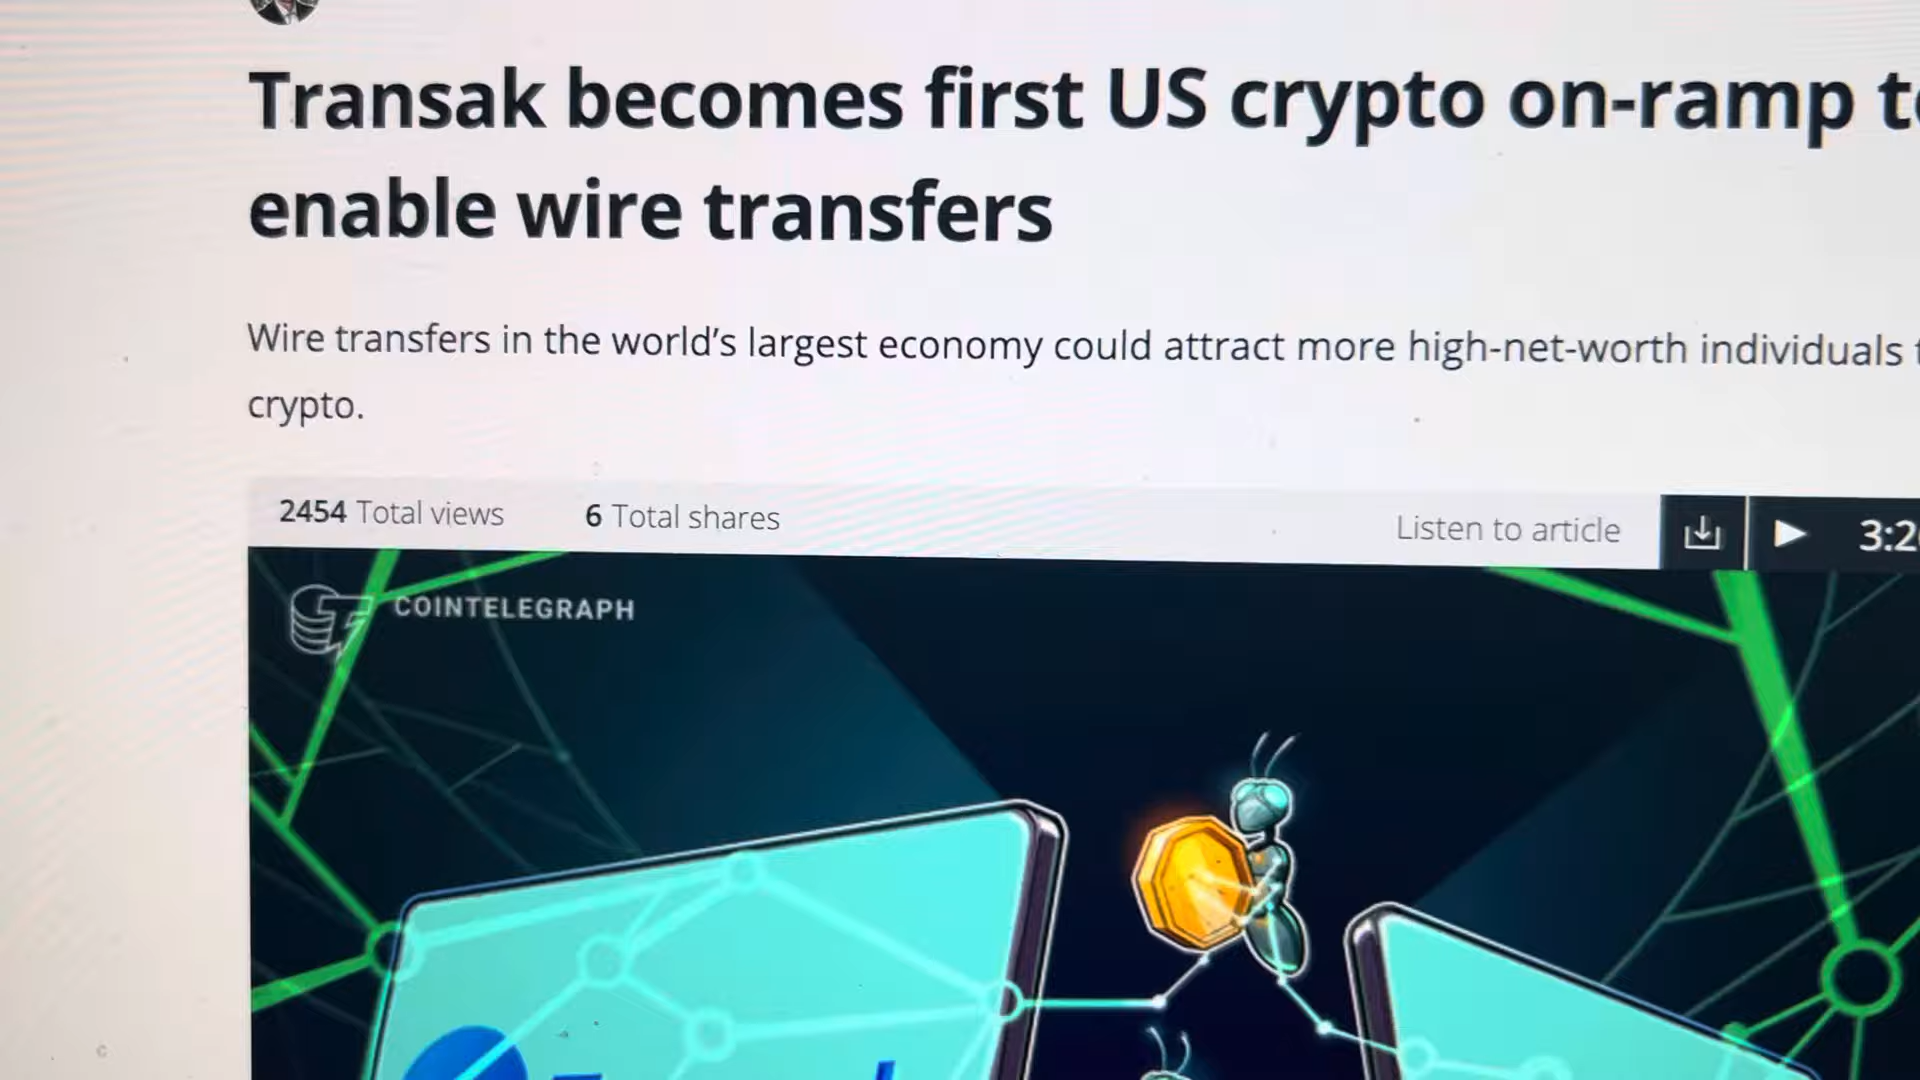 Transak becomes first US crypto on-ramp
enable wire transfers
Wire transfers in the world's largest economy could attract more high-net-worth individuals
crypto.
2454 Total views 6 Total shares Listen to article
COINTELEGRAPH